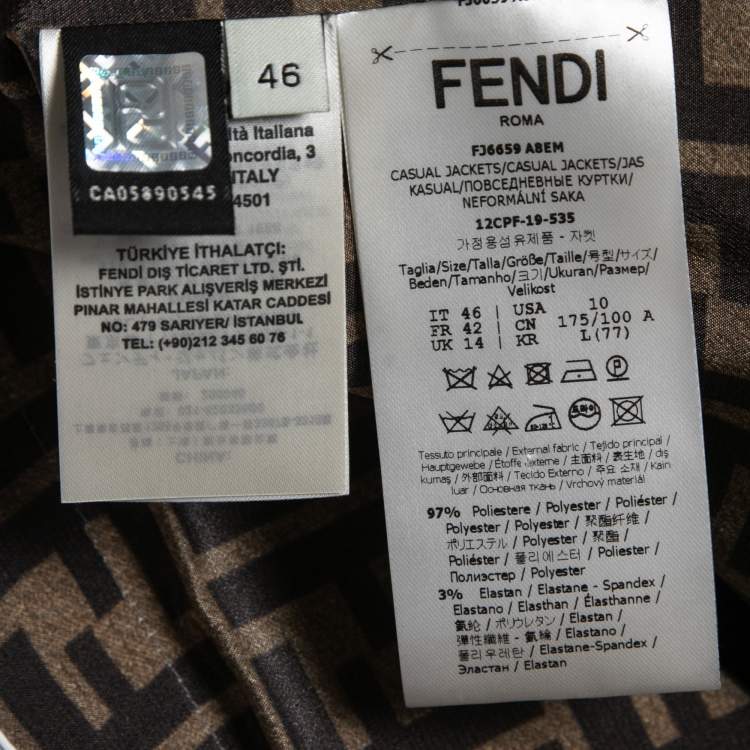 46
CA05890545
tà Italiana
oncordia, 3
ITALY
4501
TÜRKİYE İTHALATÇI:
FENDİ DIŞ TİCARET LTD. ŞTİ.
İSTİNYE PARK ALIŞVERİŞ MERKEZİ
PINAR MAHALLESİ KATAR CADDESİ
NO: 479 SARIYER/ İSTANBUL
TEL: (+90)212 345 60 76
FENDI
ROMA
FJ6659 A8EM
CASUAL JACKETS/CASUAL JACKETS/JAS
KASUAL/ПОВСЕДНЕВНЫЕ КУРТКИ/
NEFORMÁLNÍ SAKA
12CPF-19-535
가정용섬유제품 - 자켓
Taglia/Size/Talla/Größe/Taille/号型/サイズ/
Beden/Tamanho/크기/Ukuran/Размер/
Velikost
IT 46 | USA 10
FR 42 | CN 175/100 A
UK 14 | KR L(77)
Tessuto principale / External fabric / Tejido principal /
Hauptgewebe / Étoffe externe / 主面料 / 表生地 / dış
kumaş / 外部面料 / Tecido Externo / 주요 소재 / Kain
luar / Основная ткань / Vrchový materiál
97% Poliestere / Polyester / Poliéster /
Polyester / Polyester / 聚酯纤维 /
ポリエステル / Polyester / 聚酯 /
Poliéster / 폴리에스터 / Poliester /
Полиэстер / Polyester
3% Elastan / Elastane - Spandex /
Elastano / Elasthan / Élasthanne /
氨纶 / ポリウレタン / Elastan /
彈性纖維 - 氨綸 / Elastano /
폴리우레탄 / Elastane-Spandex /
Эластан / Elastan